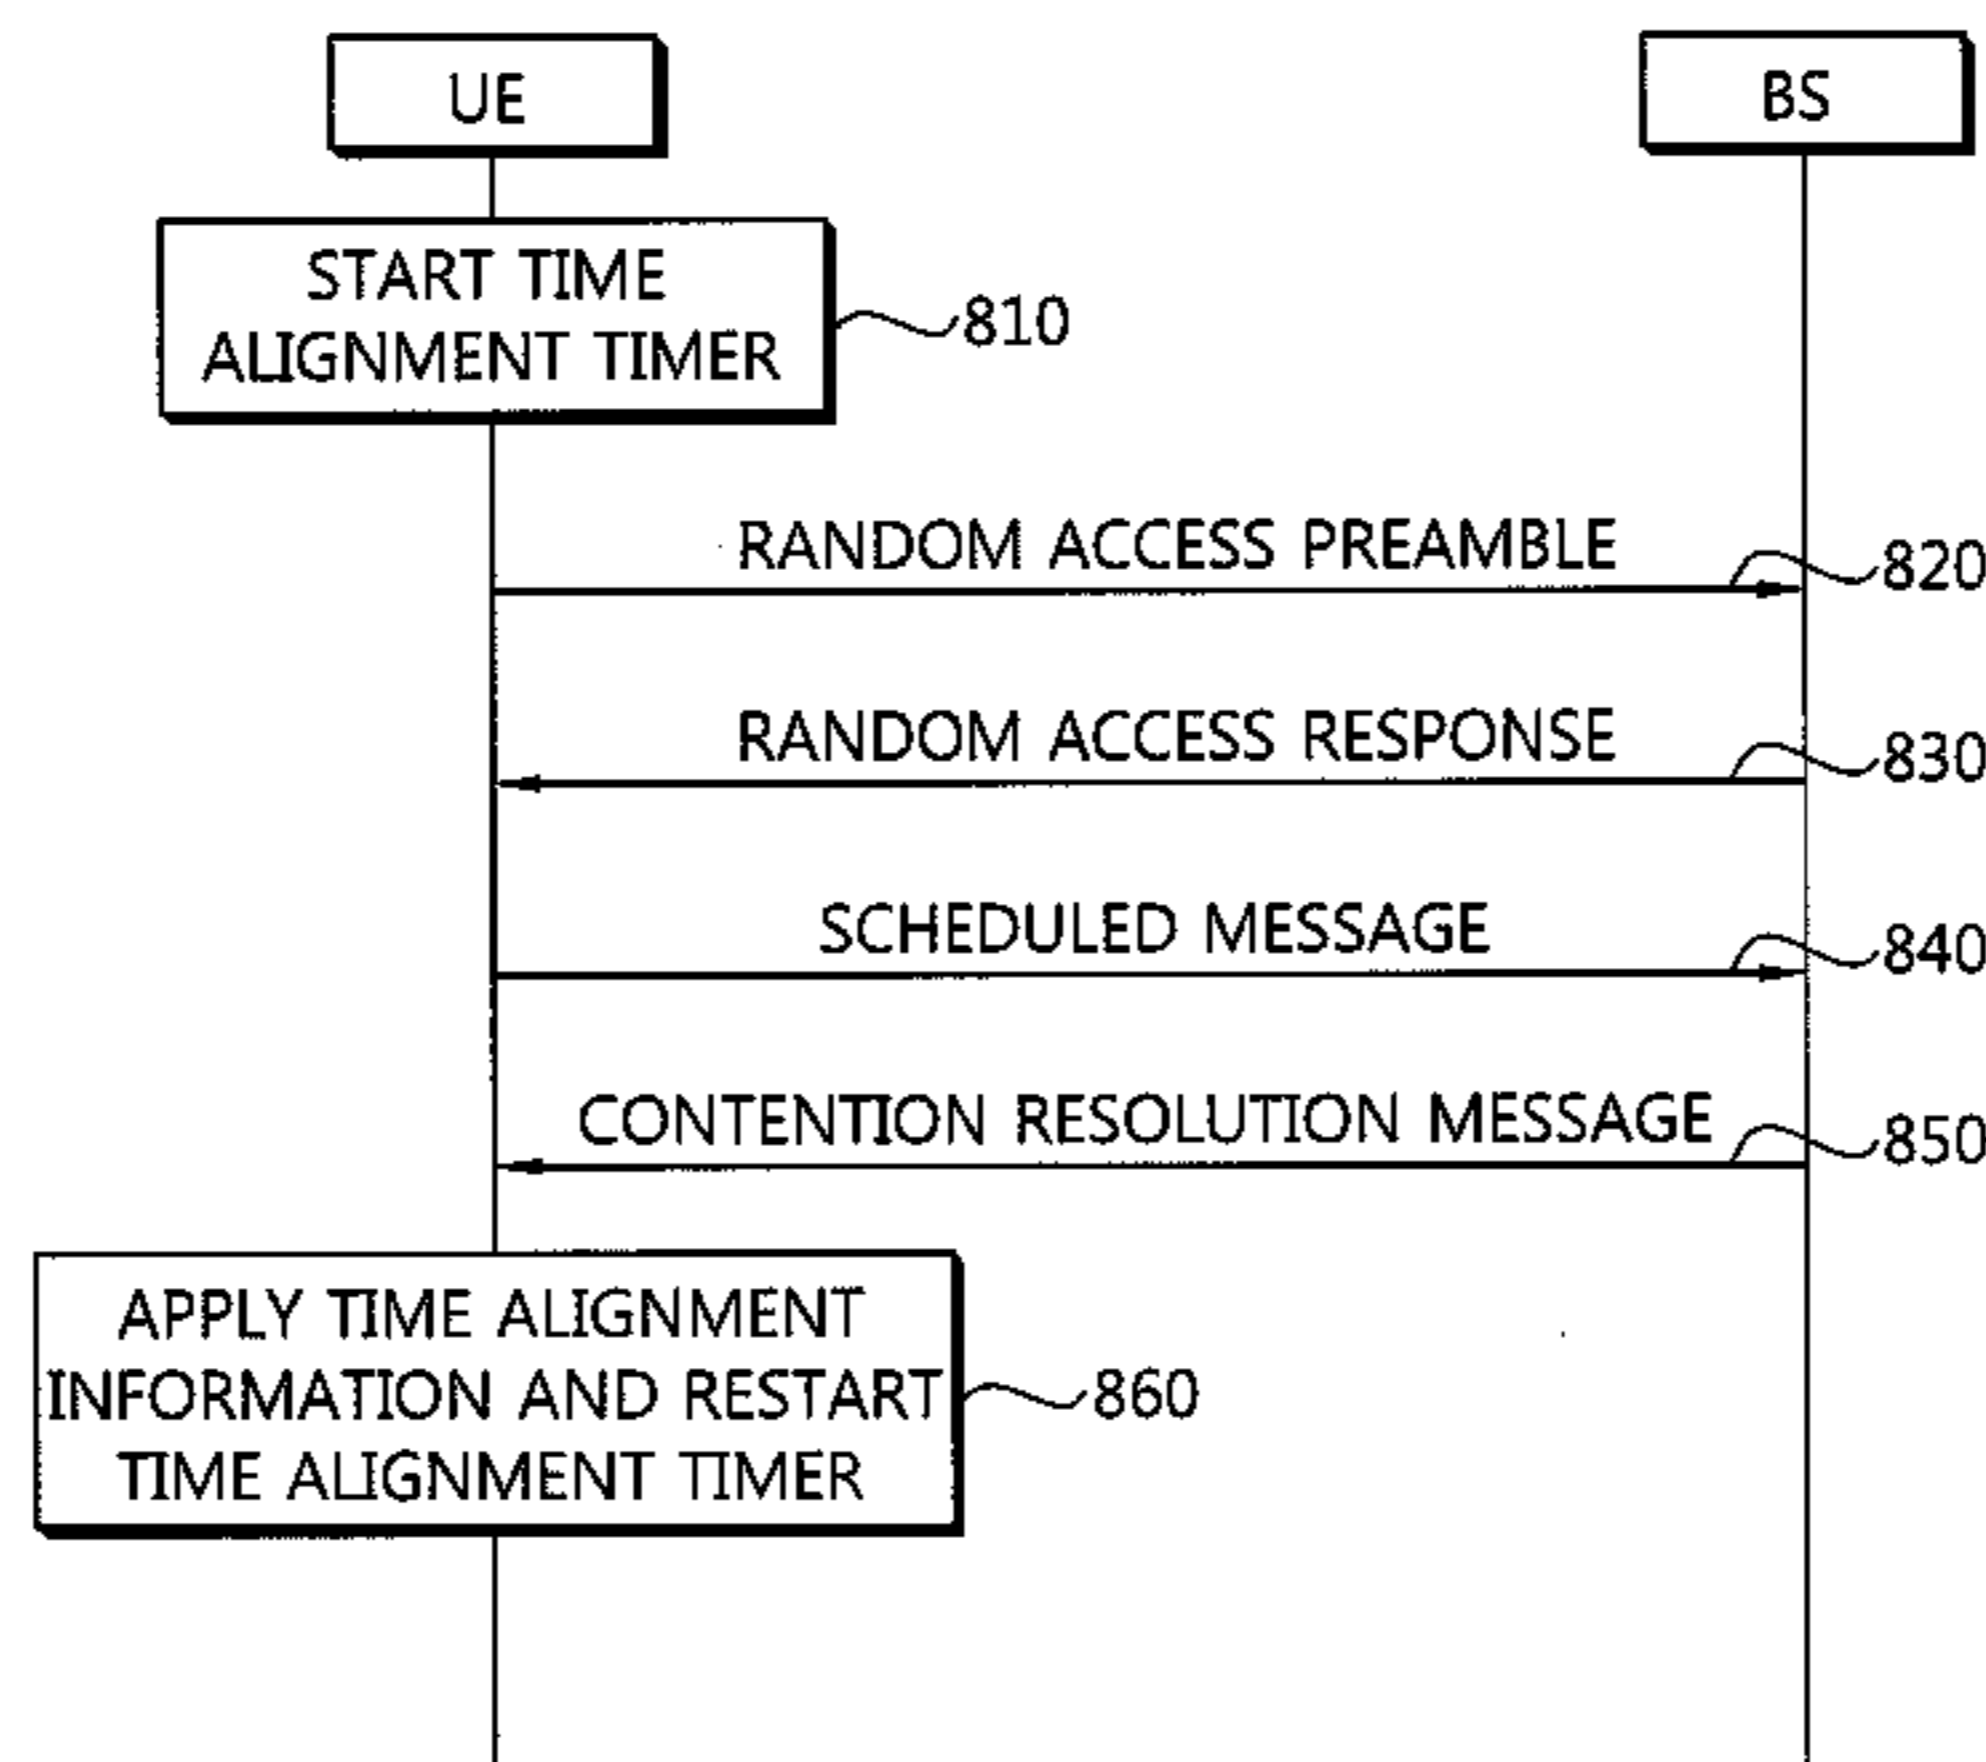 UE
BS
START TIME
ALIGNMENT TIMER
810
RANDOM ACCESS PREAMBLE
820
RANDOM ACCESS RESPONSE
830
SCHEDULED MESSAGE
840
CONTENTION RESOLUTION MESSAGE
850
APPLY TIME ALIGNMENT
INFORMATION AND RESTART
TIME ALIGNMENT TIMER
860